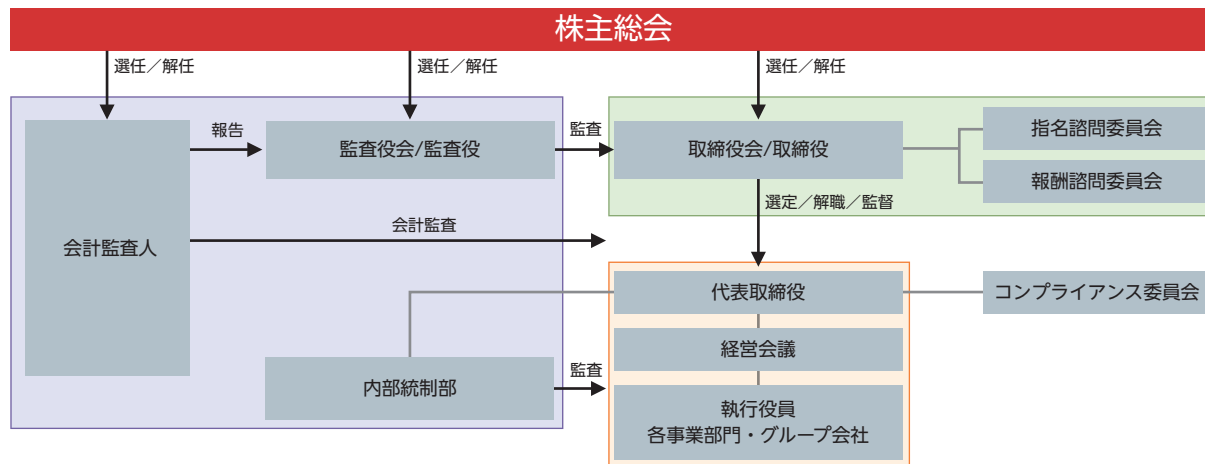 株主総会
選任／解任
選任／解任
選任／解任
会計監査人
報告
監査役会/監査役
監査
取締役会/取締役
指名諮問委員会
報酬諮問委員会
選定／解職／監督
会計監査
代表取締役
コンプライアンス委員会
経営会議
内部統制部
監査
執行役員
各事業部門・グループ会社